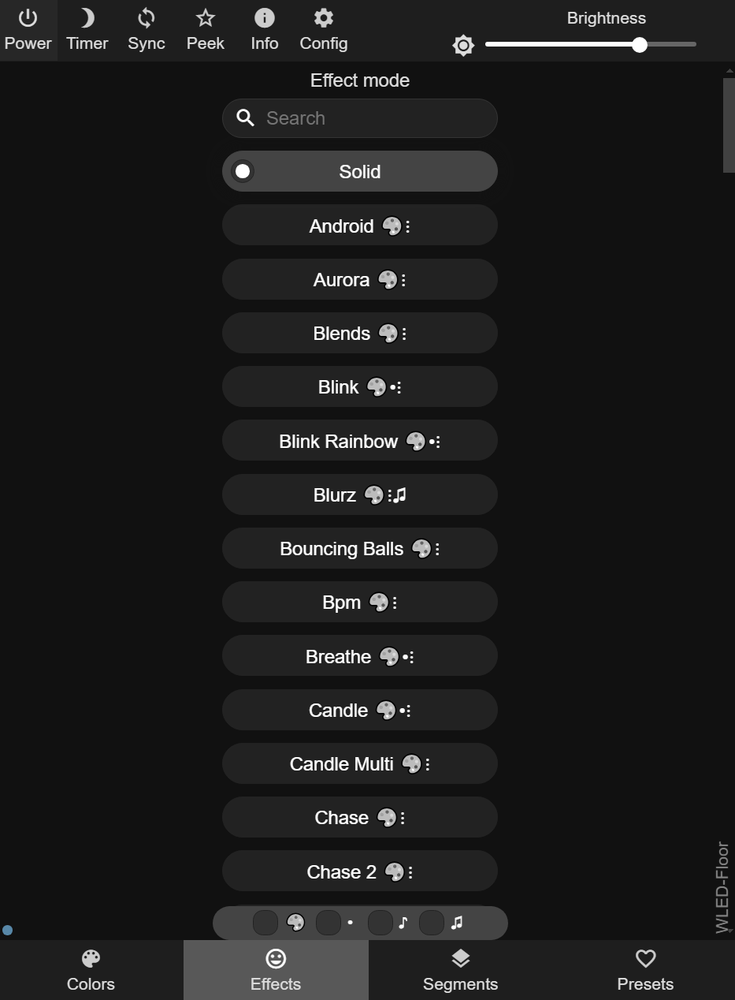 Power Timer Sync Peek Info Config
Brightness
Effect mode
Search
Solid
Android
Aurora
Blends
Blink
Blink Rainbow
Blurz
Bouncing Balls
Bpm
Breathe
Candle
Candle Multi
Chase
Chase 2
WLED-Floor
Colors Effects Segments Presets